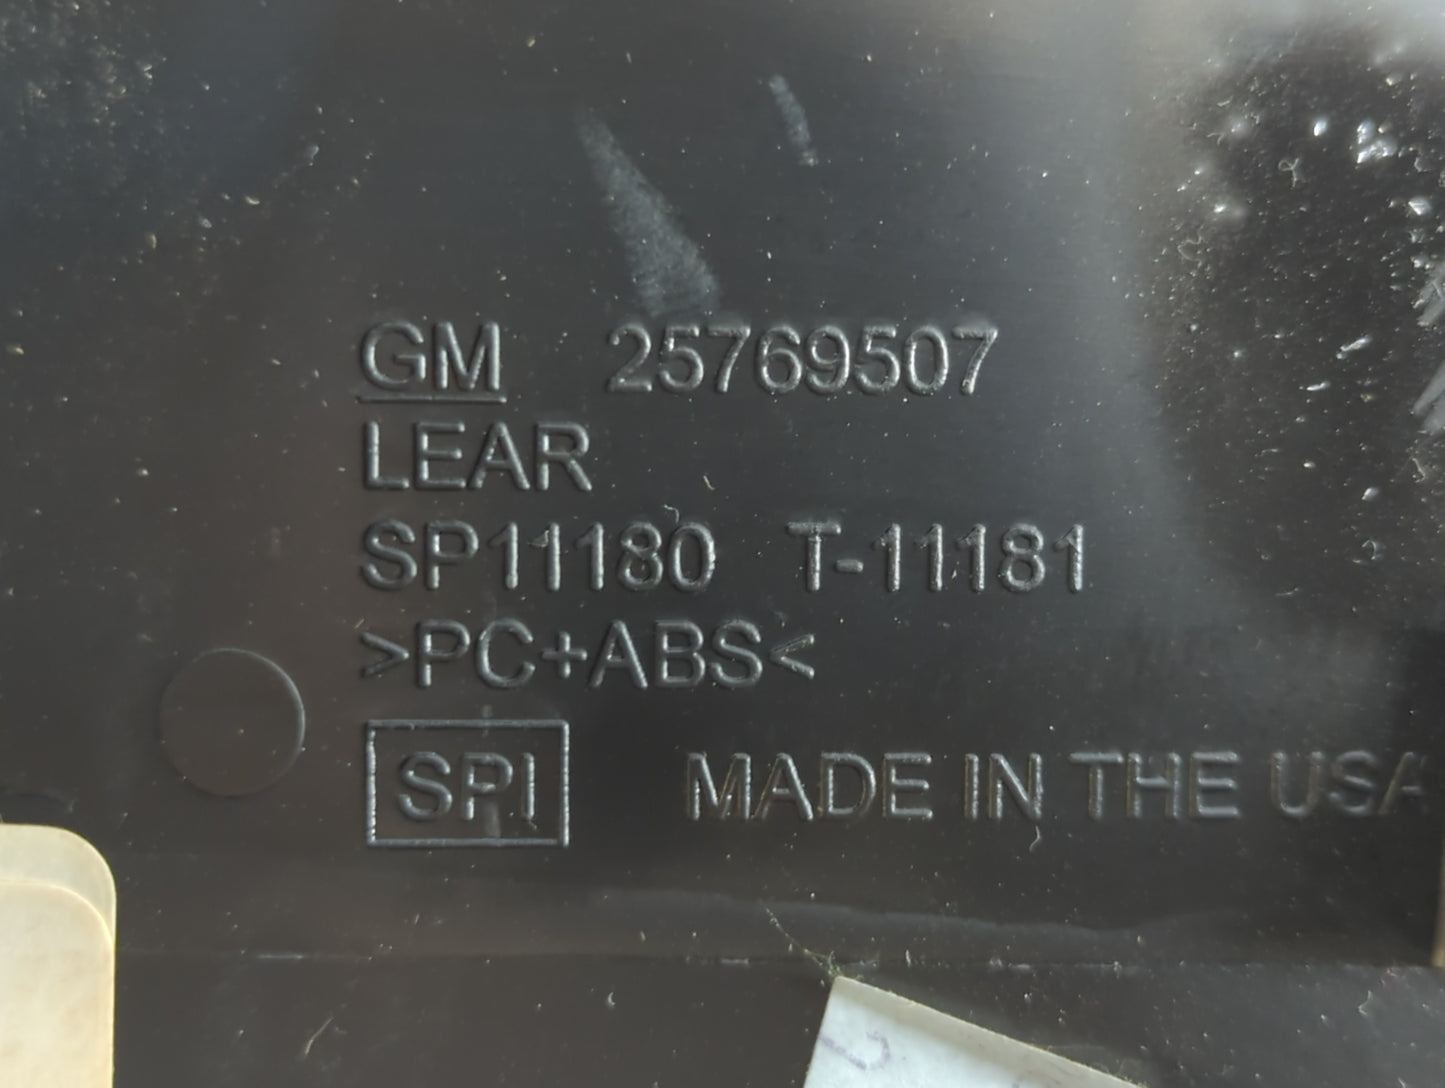 GM 25769507
LEAR
SP11180 T-11181
>PC+ABS<
SPI MADE IN THE USA